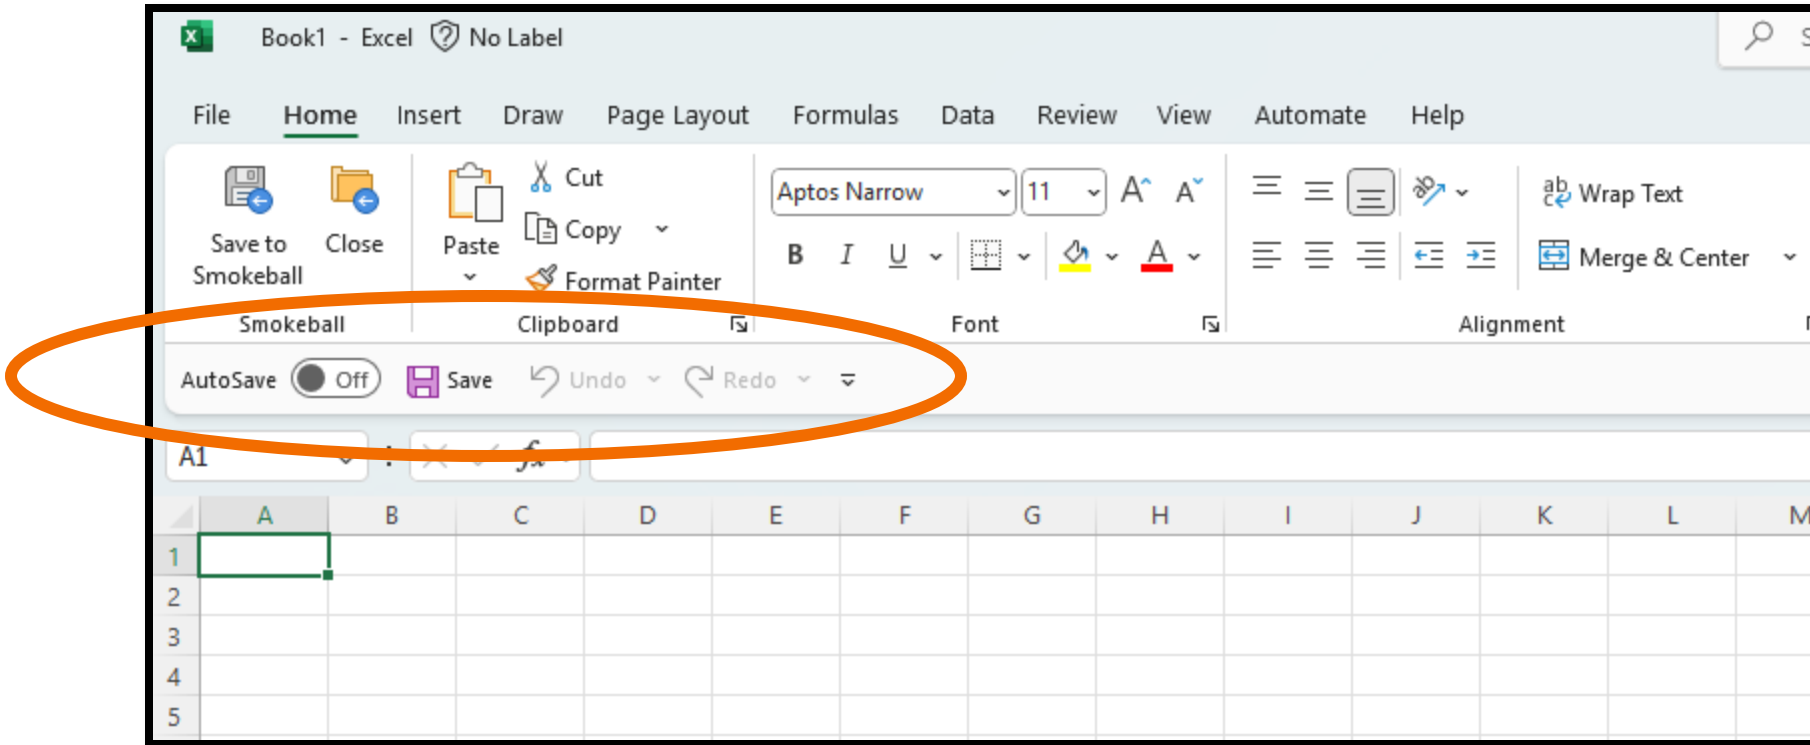 Book1 - Excel No Label
File Home Insert Draw Page Layout Formulas Data Review View Automate Help
Save to Smokeball
Close
Paste
Cut
Copy
Format Painter
Aptos Narrow 11
B I U
Wrap Text
Merge & Center
Smokeball Clipboard Font Alignment
AutoSave Off Save Undo Redo
A1 fx
A B C D E F G H I J K L M
1
2
3
4
5